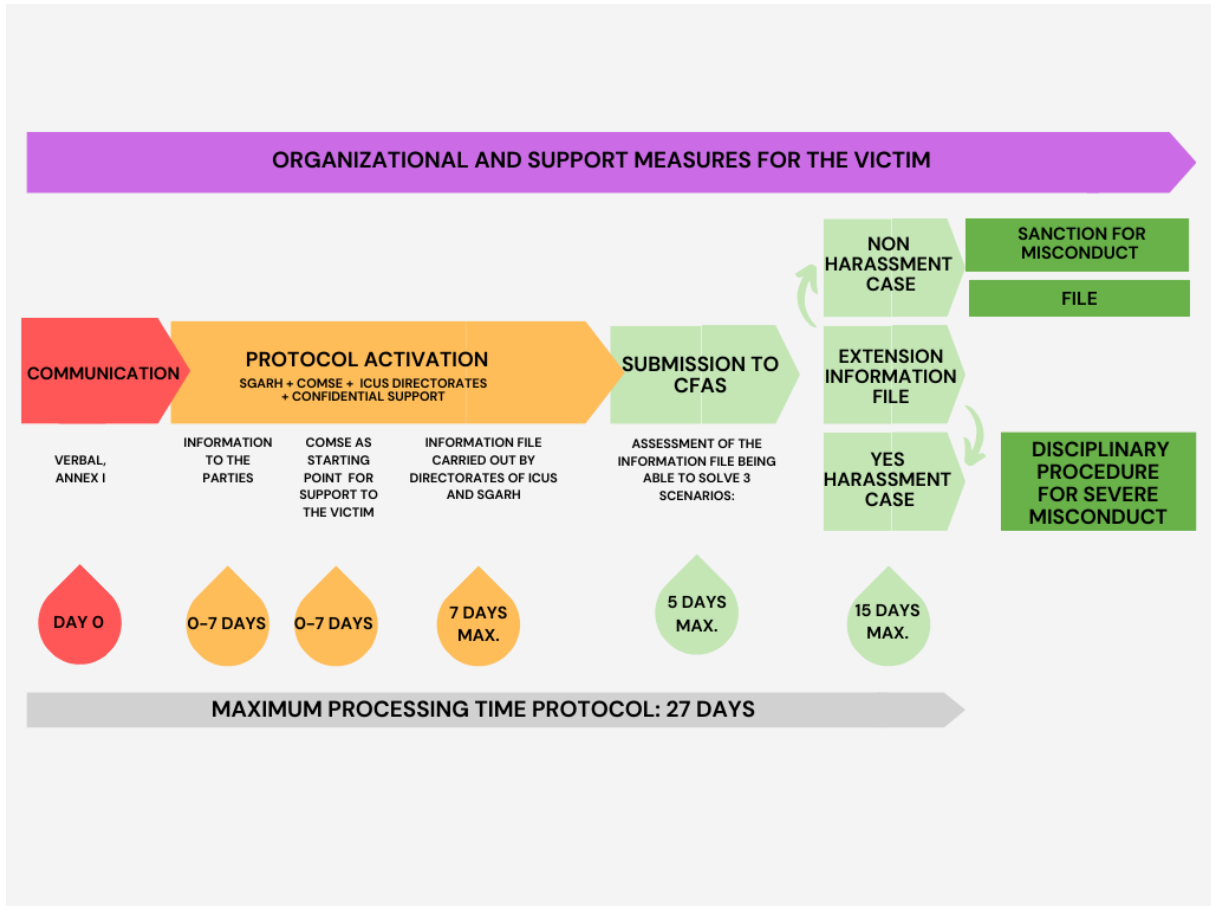 ORGANIZATIONAL AND SUPPORT MEASURES FOR THE VICTIM
COMMUNICATION
VERBAL,
ANNEX I
PROTOCOL ACTIVATION
SGARH + COMSE + ICUS DIRECTORATES
+ CONFIDENTIAL SUPPORT
INFORMATION
TO THE
PARTIES
COMSE AS
STARTING
POINT FOR
SUPPORT TO
THE VICTIM
INFORMATION FILE
CARRIED OUT BY
DIRECTORATES OF ICUS
AND SGARH
SUBMISSION TO
CFAS
ASSESSMENT OF THE
INFORMATION FILE BEING
ABLE TO SOLVE 3
SCENARIOS:
NON
HARASSMENT
CASE
SANCTION FOR
MISCONDUCT
FILE
EXTENSION
INFORMATION
FILE
YES
HARASSMENT
CASE
DISCIPLINARY
PROCEDURE
FOR SEVERE
MISCONDUCT
DAY 0
0-7 DAYS
0-7 DAYS
7 DAYS
MAX.
5 DAYS
MAX.
15 DAYS
MAX.
MAXIMUM PROCESSING TIME PROTOCOL: 27 DAYS